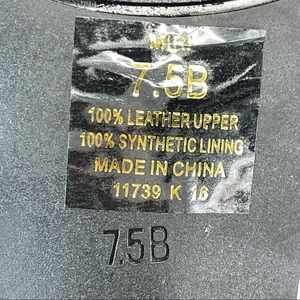 7.5B
100% LEATHER UPPER
100% SYNTHETIC LINING
MADE IN CHINA
11739 K 16
7.5B